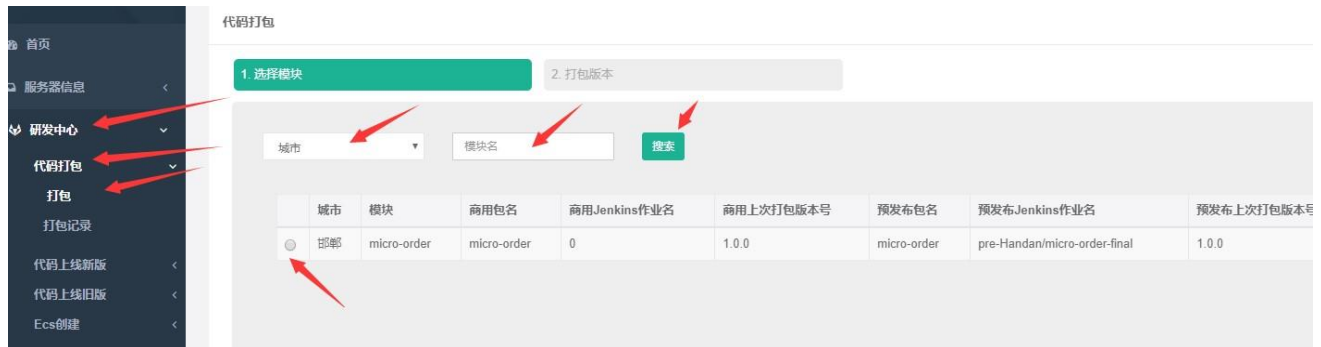 代码打包
首页
服务器信息
研发中心
代码打包
打包
打包记录
代码上线新版
代码上线旧版
Ecs创建
1. 选择模块
2. 打包版本
城市
模块名
搜索
城市 模块 商用包名 商用Jenkins作业名 商用上次打包版本号 预发布包名 预发布Jenkins作业名 预发布上次打包版本号
邯郸 micro-order micro-order 0 1.0.0 micro-order pre-Handan/micro-order-final 1.0.0